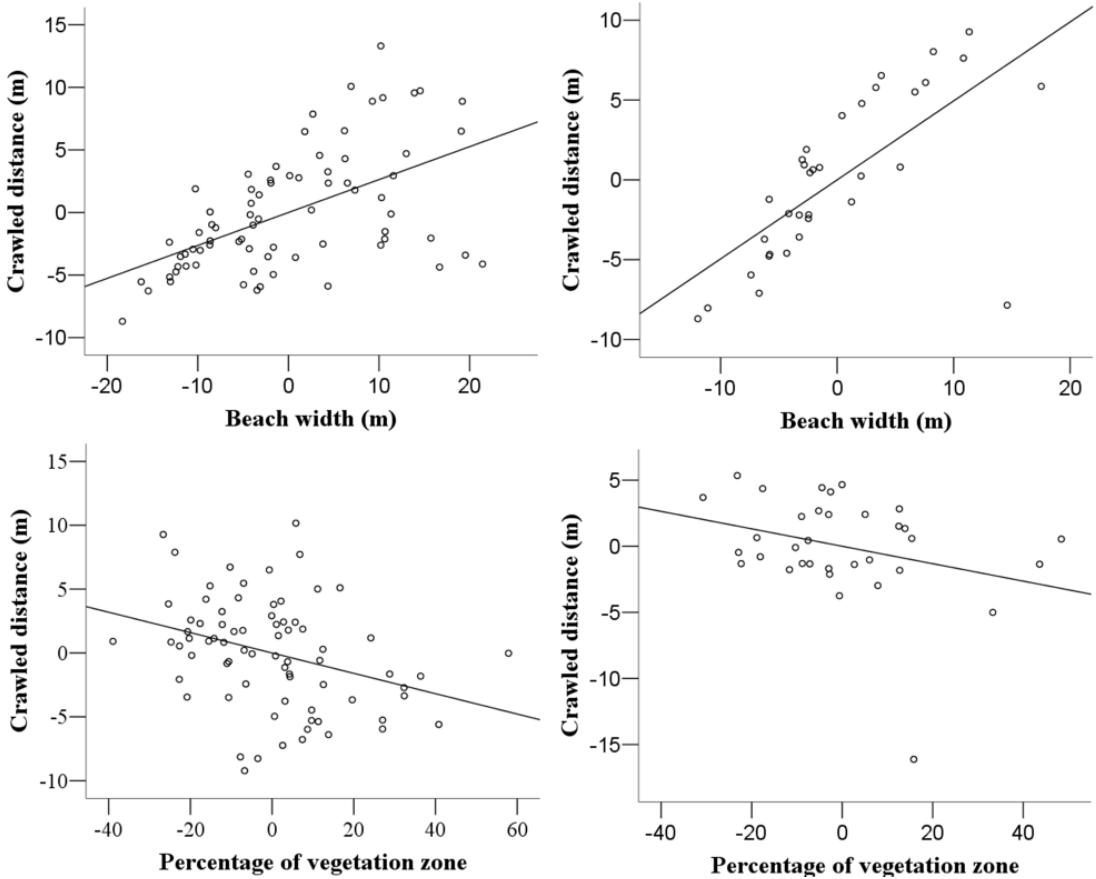 15
10
5
0
-5
-10
Crawled distance (m)
-20 -10 0 10 20
Beach width (m)
10
5
0
-5
-10
Crawled distance (m)
-10 0 10 20
Beach width (m)
15
10
5
0
-5
-10
Crawled distance (m)
-40 -20 0 20 40 60
Percentage of vegetation zone
5
0
-5
-10
-15
Crawled distance (m)
-40 -20 0 20 40
Percentage of vegetation zone